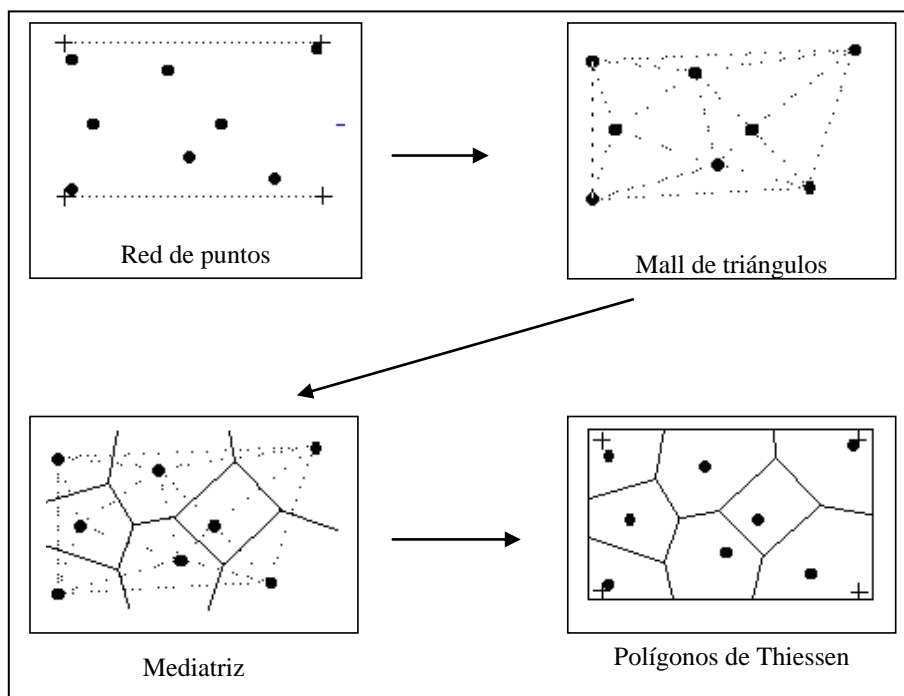 Red de puntos
Mall de triángulos
Mediatriz
Polígonos de Thiessen